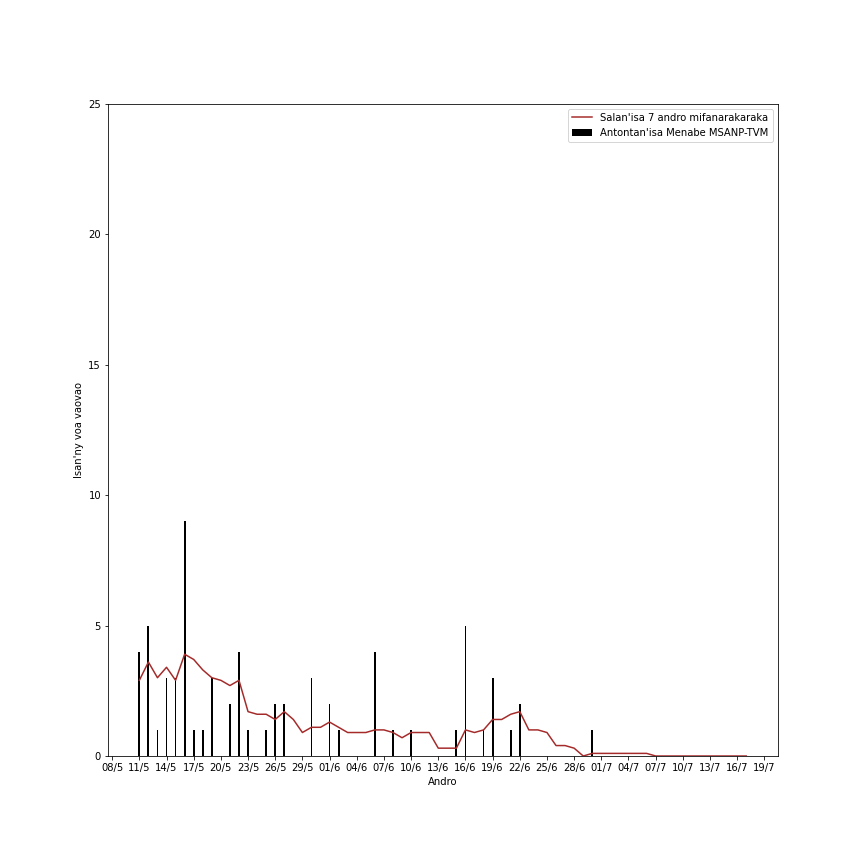 25
Salan'isa 7 andro mifanarakaraka
Antontan'isa Menabe MSANP-TVM
20
15
Isan'ny voa vaovao
10
5
0
08/5 11/5 14/5 17/5 20/5 23/5 26/5 29/5 01/6 04/6 07/6 10/6 13/6 16/6 19/6 22/6 25/6 28/6 01/7 04/7 07/7 10/7 13/7 16/7 19/7
Andro